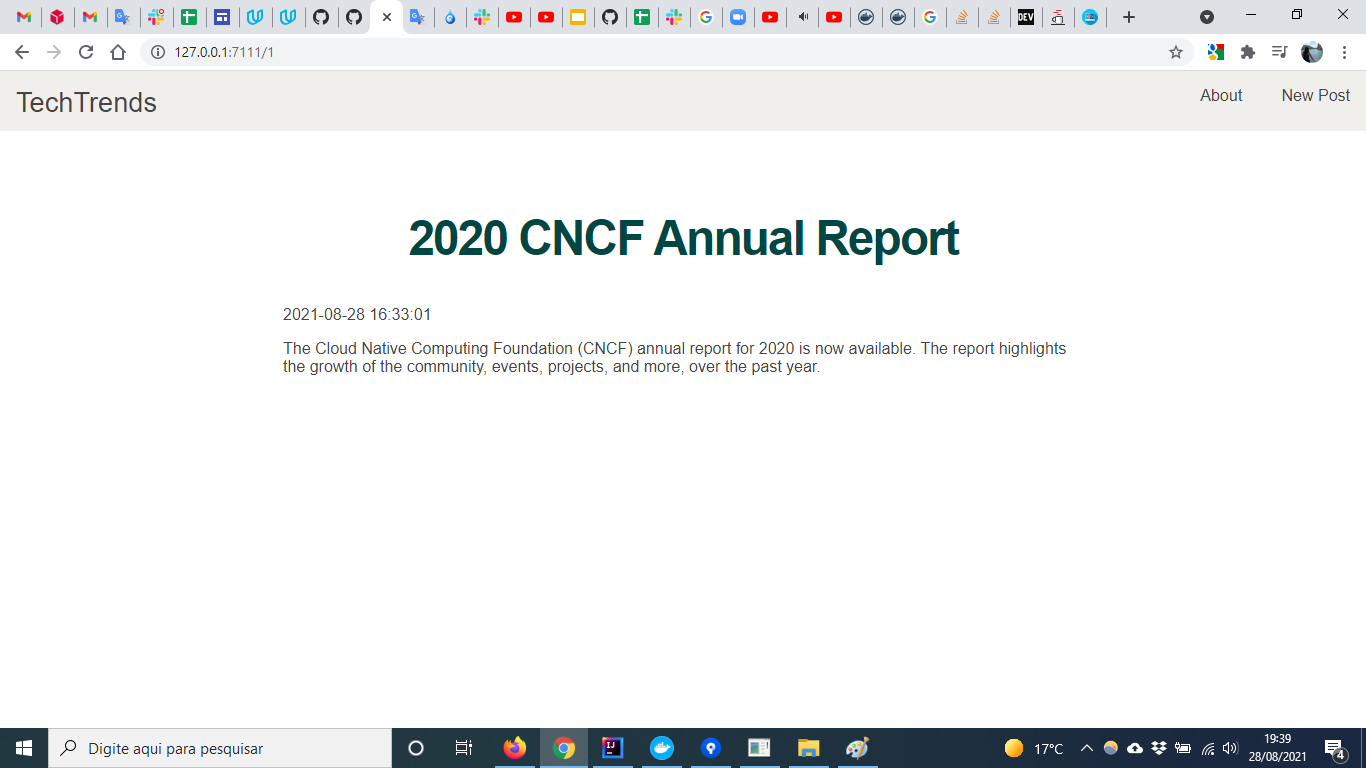 127.0.0.1:7111/1
TechTrends
About
New Post
2020 CNCF Annual Report
2021-08-28 16:33:01
The Cloud Native Computing Foundation (CNCF) annual report for 2020 is now available. The report highlights
the growth of the community, events, projects, and more, over the past year.
Digite aqui para pesquisar
17°C
19:39
28/08/2021
4
DEV
IJ